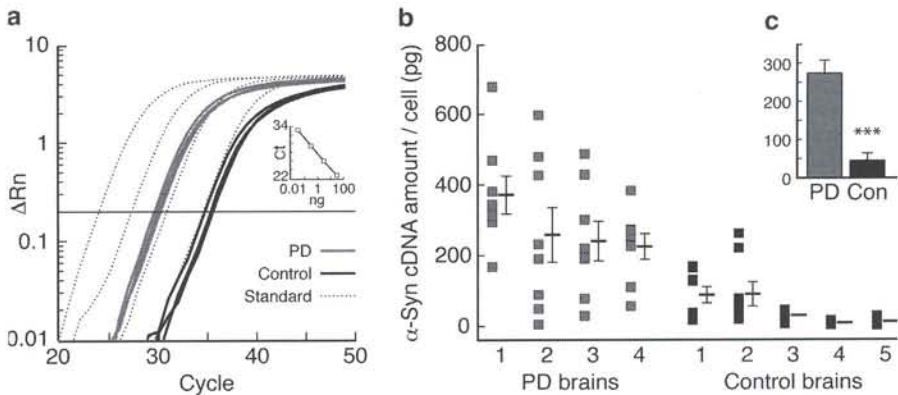 a
10
1
0.1
0.01
ΔRn
20
30
40
50
Cycle
PD
Control
Standard
34
Ct
22
0.01
1
100
ng
b
800
600
400
200
0
α-Syn cDNA amount / cell (pg)
1 2 3 4
PD brains
1 2 3 4 5
Control brains
c
300
200
100
0
***
PD Con